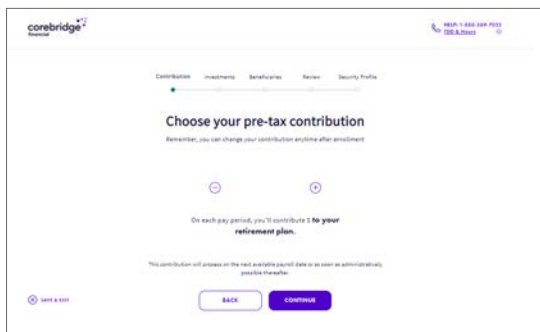 corebridge
financial
HELP: 1-888-569-7055
TDD & Hours
Contribution Investments Beneficiaries Review Security Profile
Choose your pre-tax contribution
Remember, you can change your contribution anytime after enrollment
On each pay period, you'll contribute $ to your
retirement plan.
This contribution will process on the next available payroll date or as soon as administratively
possible thereafter.
SAVE & EXIT
BACK
CONTINUE